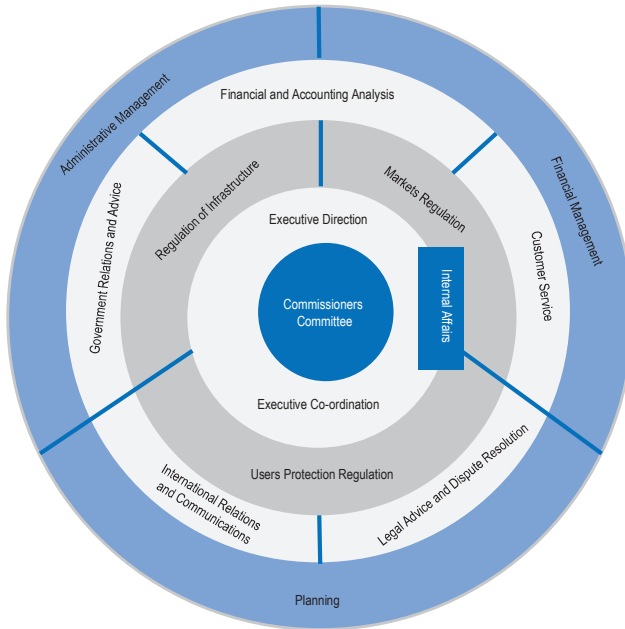 Administrative Management
Financial Management
Planning
Financial and Accounting Analysis
Government Relations and Advice
Customer Service
International Relations
and Communications
Legal Advice and Dispute Resolution
Regulation of Infrastructure
Markets Regulation
Users Protection Regulation
Executive Direction
Internal Affairs
Commissioners
Committee
Executive Co-ordination